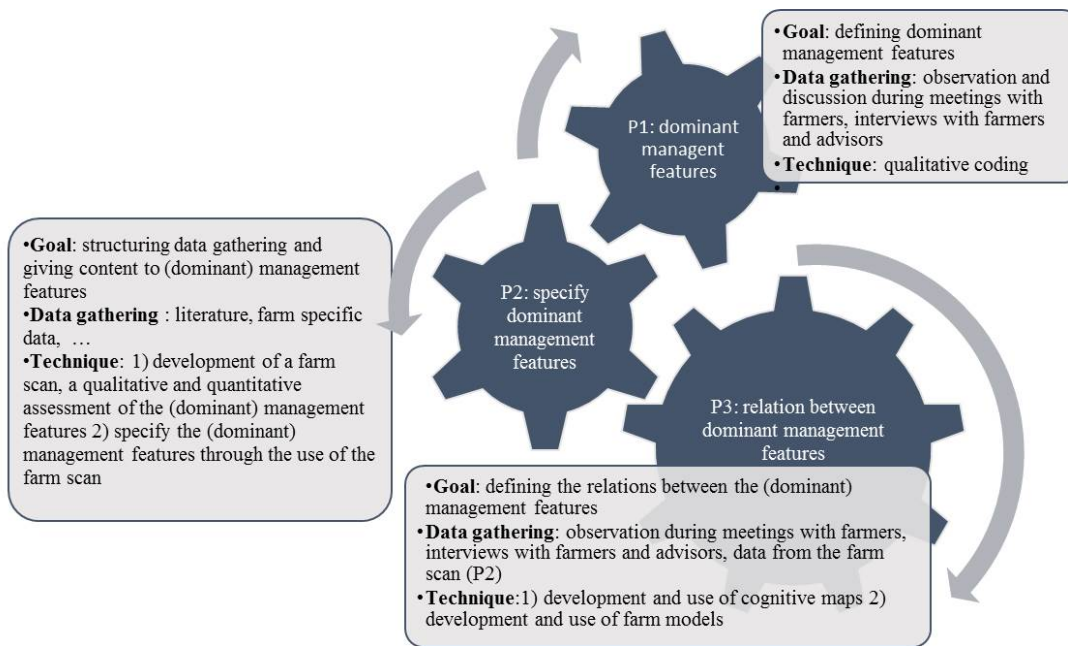 •Goal: defining dominant
management features
•Data gathering: observation and
discussion during meetings with
farmers, interviews with farmers
and advisors
•Technique: qualitative coding
•
P1: dominant
managent
features
•Goal: structuring data gathering and
giving content to (dominant) management
features
•Data gathering : literature, farm specific
data, …
•Technique: 1) development of a farm
scan, a qualitative and quantitative
assessment of the (dominant) management
features 2) specify the (dominant)
management features through the use of the
farm scan
P2: specify
dominant
management
features
P3: relation between
dominant management
features
•Goal: defining the relations between the (dominant)
management features
•Data gathering: observation during meetings with farmers,
interviews with farmers and advisors, data from the farm
scan (P2)
•Technique:1) development and use of cognitive maps 2)
development and use of farm models